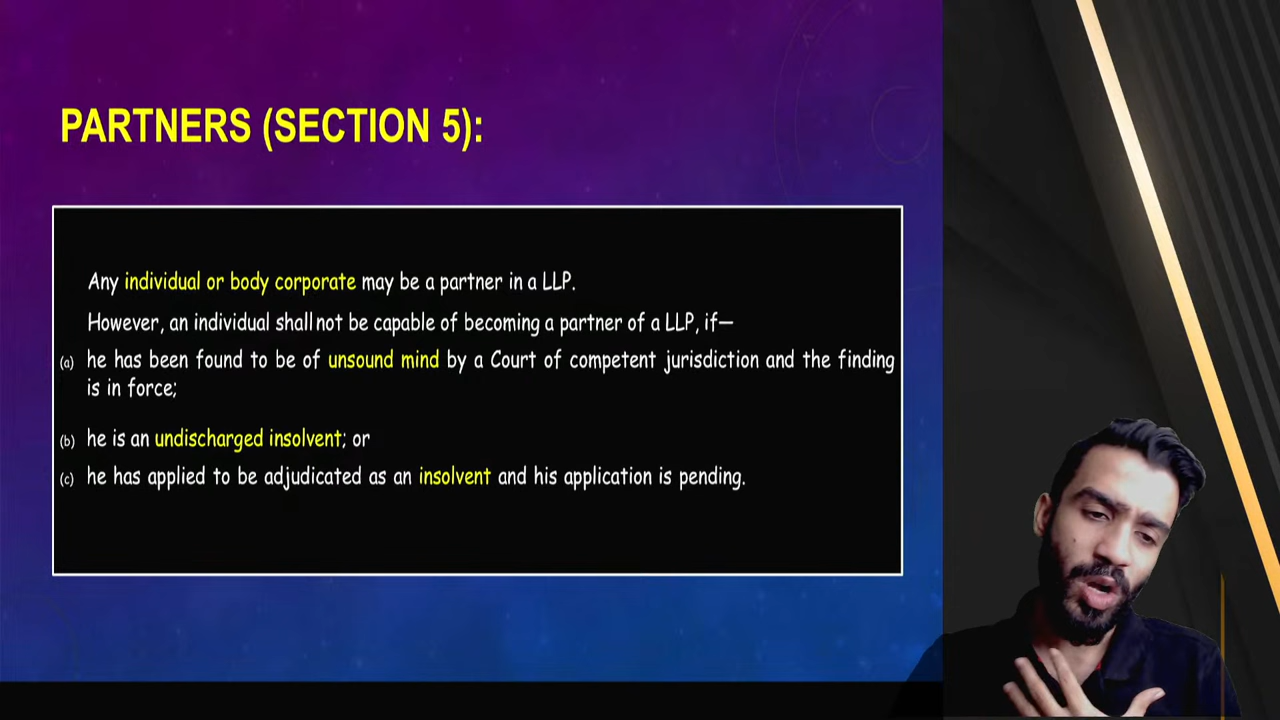 PARTNERS (SECTION 5):
Any individual or body corporate may be a partner in a LLP.
However, an individual shall not be capable of becoming a partner of a LLP, if—
(a) he has been found to be of unsound mind by a Court of competent jurisdiction and the finding
is in force;
(b) he is an undischarged insolvent; or
(c) he has applied to be adjudicated as an insolvent and his application is pending.